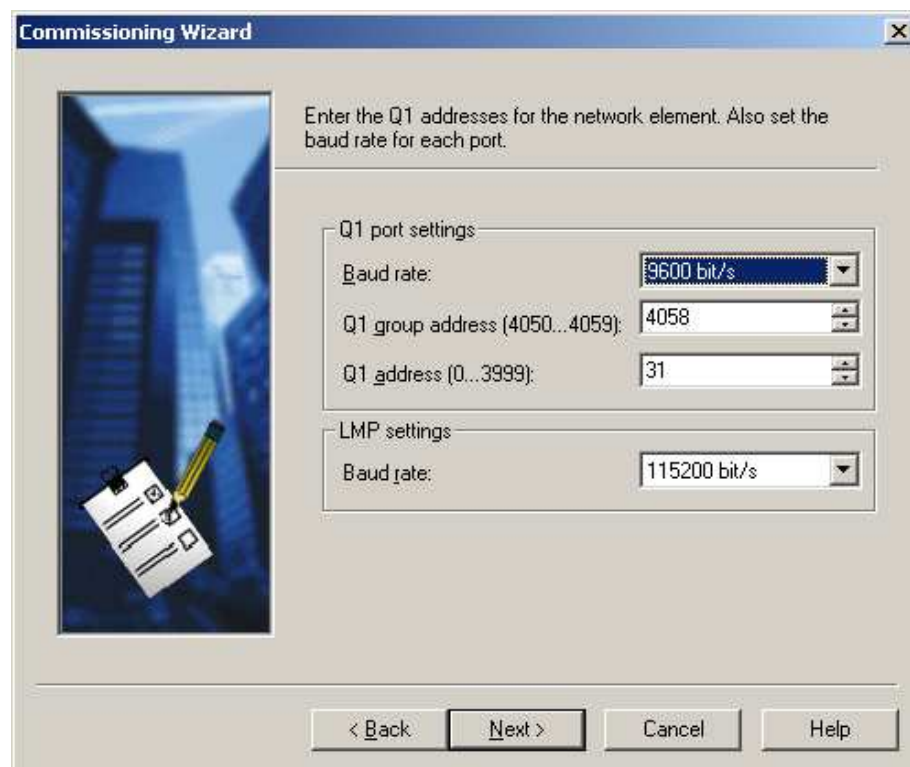 Commissioning Wizard
Enter the Q1 addresses for the network element. Also set the
baud rate for each port.
Q1 port settings
Baud rate: 9600 bit/s
Q1 group address (4050...4059): 4058
Q1 address (0...3999): 31
LMP settings
Baud rate: 115200 bit/s
< Back Next > Cancel Help